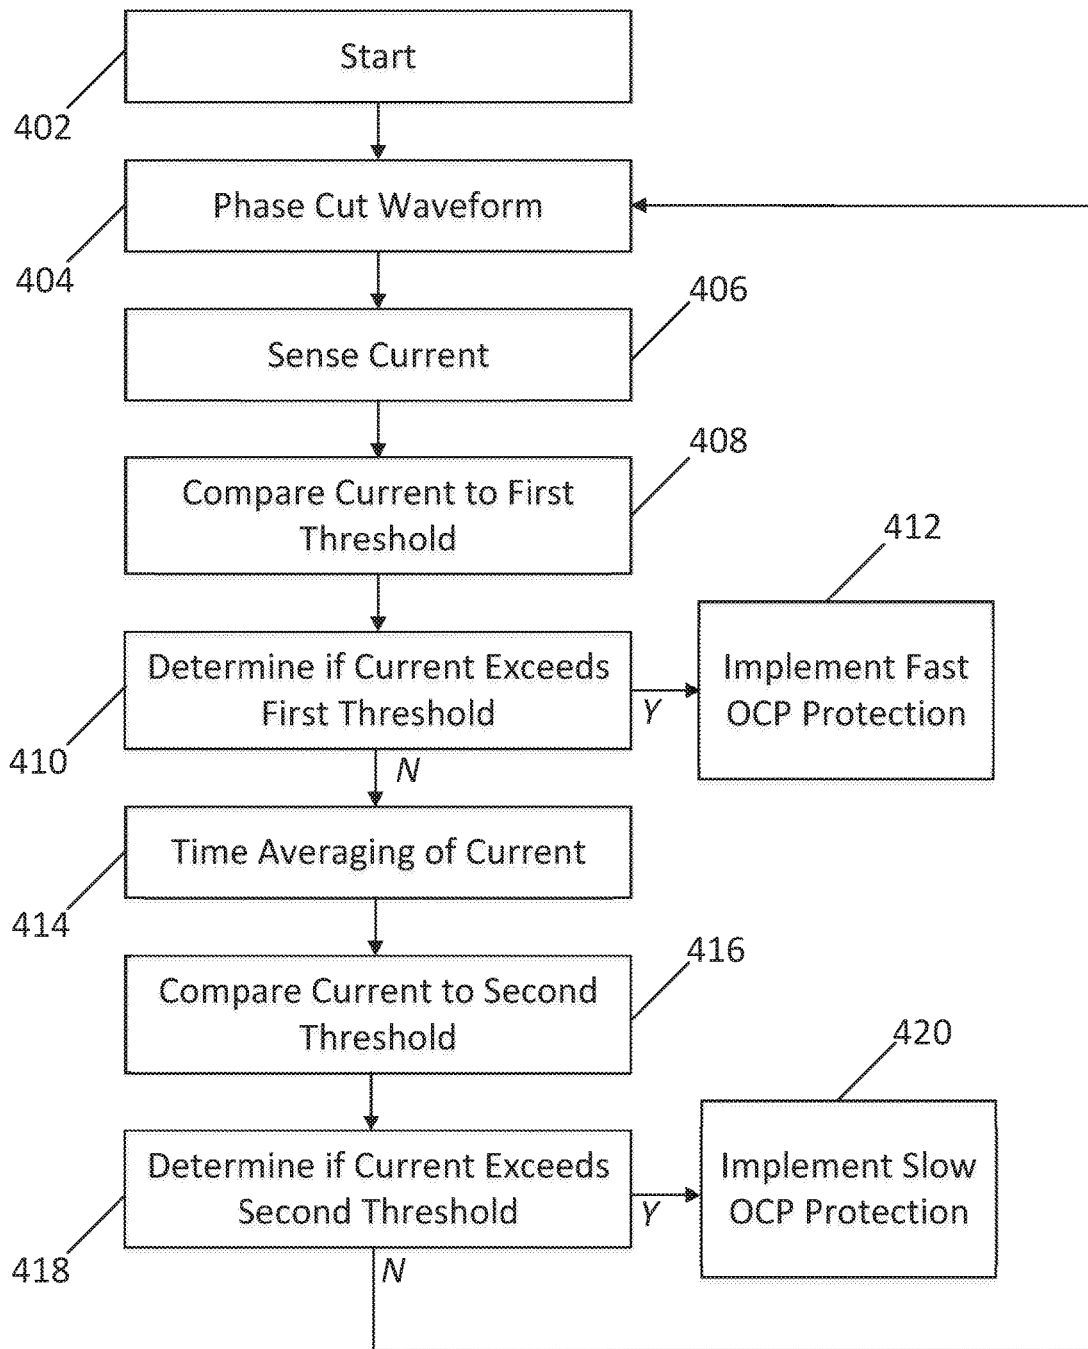 Start
402
Phase Cut Waveform
404
406
Sense Current
408
Compare Current to First
Threshold
412
Determine if Current Exceeds
First Threshold
Y
Implement Fast
OCP Protection
410
N
Time Averaging of Current
414
416
Compare Current to Second
Threshold
420
Determine if Current Exceeds
Second Threshold
Y
Implement Slow
OCP Protection
418
N